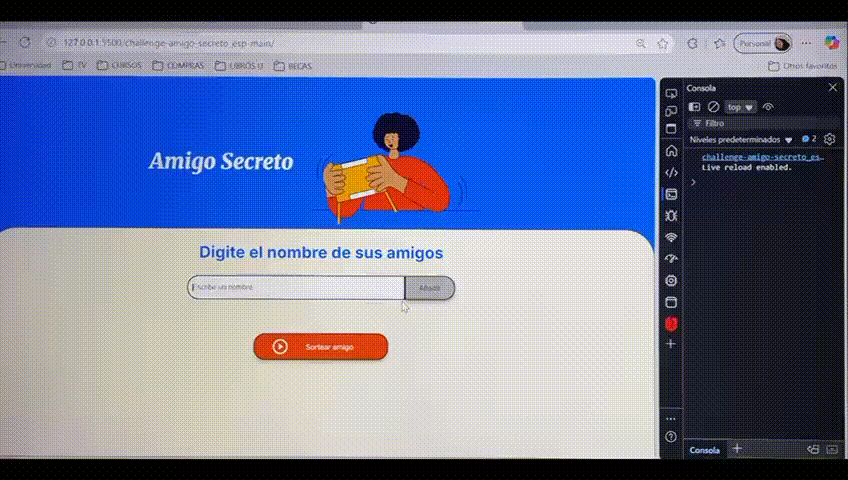 127.0.0.1:5500/challenge-amigo-secreto_esp-main/
Personal
Universidad TV CURSOS COMPRAS LIBROS U BECAS
Otros favoritos
Consola
top
Filtro
Niveles predeterminados 2
challenge-amigo-secreto_es…
Live reload enabled.
Amigo Secreto
Digite el nombre de sus amigos
Escribe un nombre
Añadir
Sortear amigo
Consola